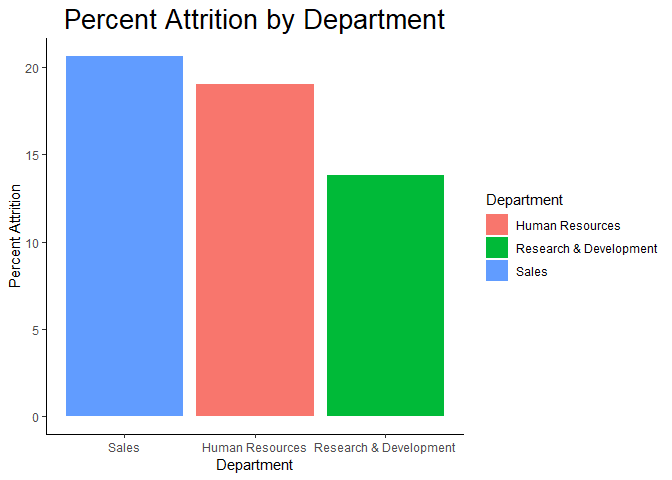 Percent Attrition by Department
Percent Attrition
20
15
10
5
0
Sales
Human Resources
Research & Development
Department
Department
Human Resources
Research & Development
Sales